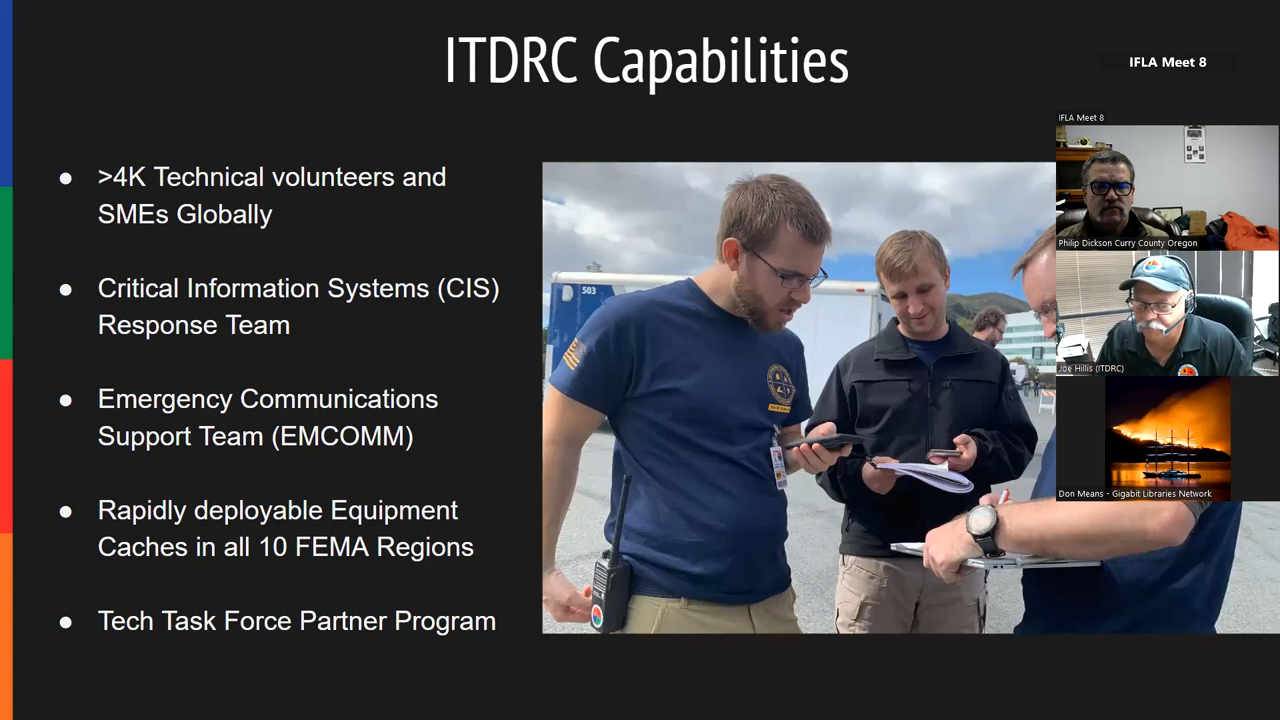 ITDRC Capabilities
IFLA Meet 8
IFLA Meet 8
>4K Technical volunteers and
SMEs Globally
Critical Information Systems (CIS)
Response Team
Emergency Communications
Support Team (EMCOMM)
Rapidly deployable Equipment
Caches in all 10 FEMA Regions
Tech Task Force Partner Program
503
Philip Dickson Curry County Oregon
Joe Hillis (ITDRC)
Don Means - Gigabit Libraries Network